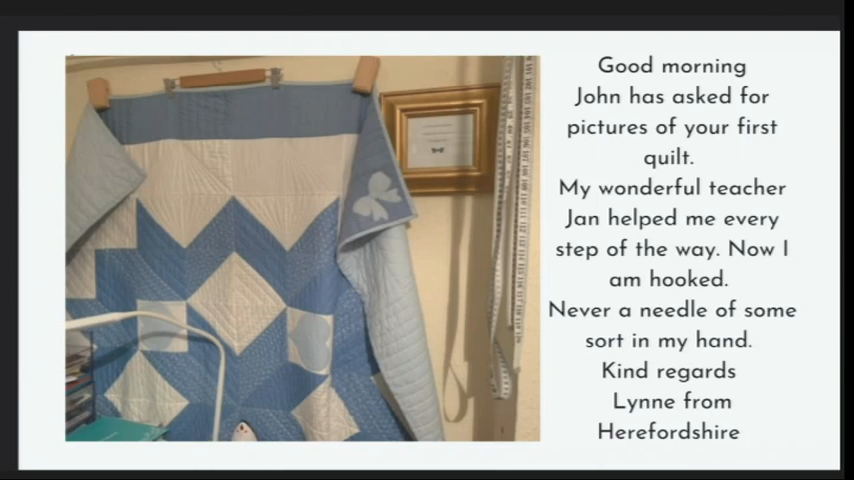 Good morning
John has asked for
pictures of your first
quilt.
My wonderful teacher
Jan helped me every
step of the way. Now I
am hooked.
Never a needle of some
sort in my hand.
Kind regards
Lynne from
Herefordshire